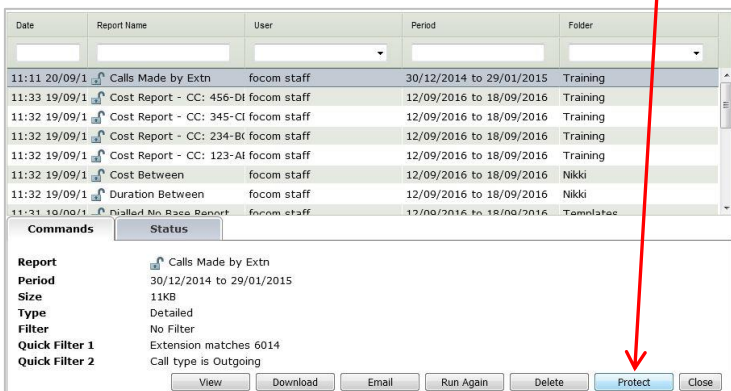 Date Report Name User Period Folder
11:11 20/09/1 Calls Made by Extn focom staff 30/12/2014 to 29/01/2015 Training
11:33 19/09/1 Cost Report - CC: 456-DI focom staff 12/09/2016 to 18/09/2016 Training
11:32 19/09/1 Cost Report - CC: 345-CI focom staff 12/09/2016 to 18/09/2016 Training
11:32 19/09/1 Cost Report - CC: 234-B( focom staff 12/09/2016 to 18/09/2016 Training
11:32 19/09/1 Cost Report - CC: 123-AI focom staff 12/09/2016 to 18/09/2016 Training
11:32 19/09/1 Cost Between focom staff 12/09/2016 to 18/09/2016 Nikki
11:32 19/09/1 Duration Between focom staff 12/09/2016 to 18/09/2016 Nikki
11:31 19/09/1 Dialled No Base Report focom staff 12/09/2016 to 18/09/2016 Templates
Commands Status
Report Calls Made by Extn
Period 30/12/2014 to 29/01/2015
Size 11KB
Type Detailed
Filter No Filter
Quick Filter 1 Extension matches 6014
Quick Filter 2 Call type is Outgoing
View Download Email Run Again Delete Protect Close